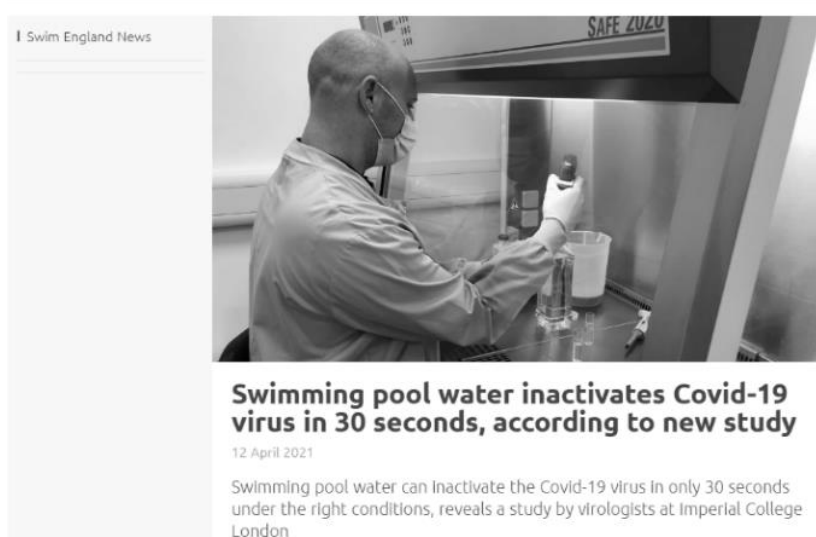 Swim England News
SAFE 2020
Swimming pool water inactivates Covid-19
virus in 30 seconds, according to new study
12 April 2021
Swimming pool water can inactivate the Covid-19 virus in only 30 seconds
under the right conditions, reveals a study by virologists at Imperial College
London